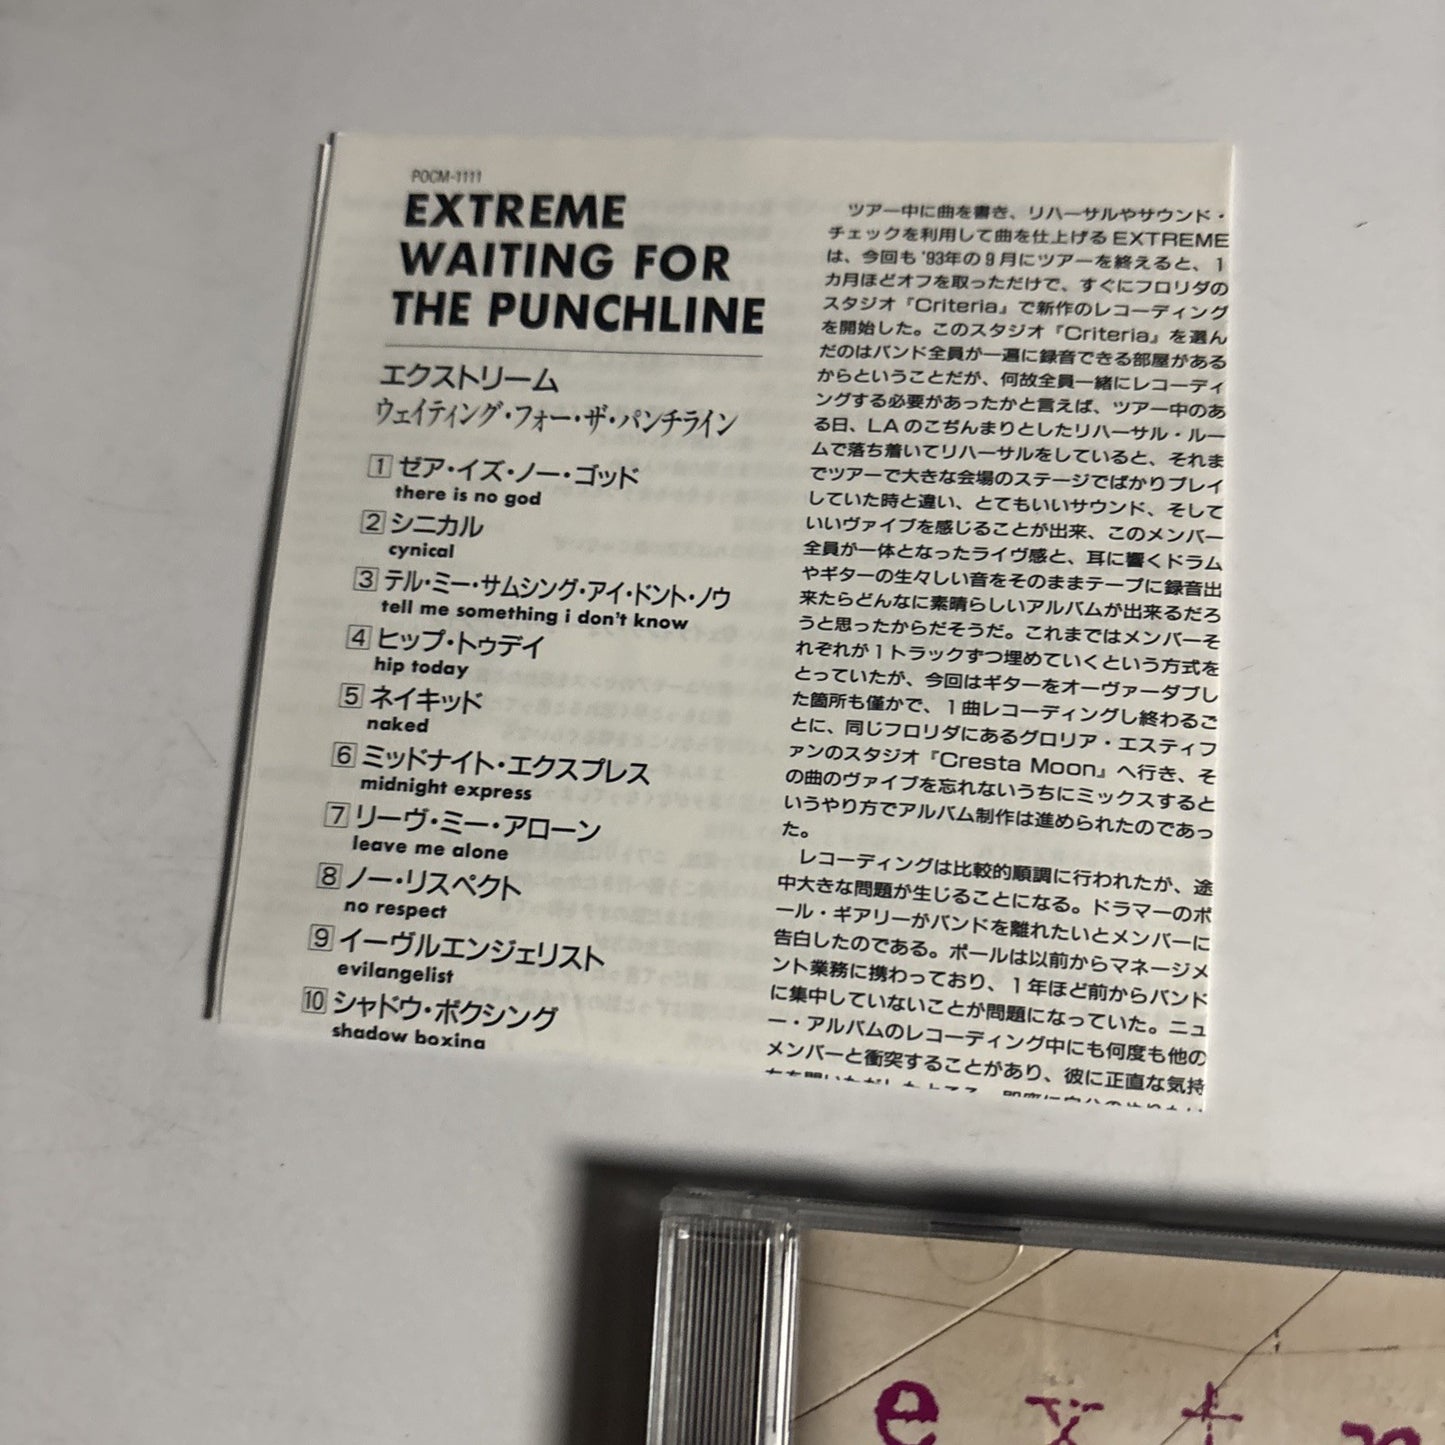 POCM-1111
EXTREME
WAITING FOR
THE PUNCHLINE
エクストリーム
ウェイティング・フォー・ザ・パンチライン
1 ゼア・イズ・ノー・ゴッド
there is no god
2 シニカル
cynical
3 テル・ミー・サムシング・アイ・ドント・ノウ
tell me something i don't know
4 ヒップ・トゥデイ
hip today
5 ネイキッド
naked
6 ミッドナイト・エクスプレス
midnight express
7 リーヴ・ミー・アローン
leave me alone
8 ノー・リスペクト
no respect
9 イーヴルエンジェリスト
evilangelist
10 シャドウ・ボクシング
shadow boxing
ツアー中に曲を書き、リハーサルやサウンド・
チェックを利用して曲を仕上げるEXTREME
は、今回も'93年の9月にツアーを終えると、1
カ月ほどオフを取っただけで、すぐにフロリダの
スタジオ『Criteria』で新作のレコーディング
を開始した。このスタジオ『Criteria』を選ん
だのはバンド全員が一遍に録音できる部屋がある
からということだが、何故全員一緒にレコーディ
ングする必要があったかと言えば、ツアー中のあ
る日、LAのこぢんまりとしたリハーサル・ルー
ムで落ち着いてリハーサルをしていると、それま
でツアーで大きな会場のステージでばかりプレイ
していた時と違い、とてもいいサウンド、そして
いいヴァイブを感じることが出来、このメンバー
全員が一体となったライヴ感と、耳に響くドラム
やギターの生々しい音をそのままテープに録音出
来たらどんなに素晴らしいアルバムが出来るだろ
うと思ったからだそうだ。これまではメンバーそ
れぞれが1トラックずつ埋めていくという方式を
とっていたが、今回はギターをオーヴァーダブし
た箇所も僅かで、1曲レコーディングし終わるご
とに、同じフロリダにあるグロリア・エスティフ
ァンのスタジオ『Cresta Moon』へ行き、そ
の曲のヴァイブを忘れないうちにミックスすると
いうやり方でアルバム制作は進められたのであっ
た。
レコーディングは比較的順調に行われたが、途
中大きな問題が生じることになる。ドラマーのポ
ール・ギアリーがバンドを離れたいとメンバーに
告白したのである。ポールは以前からマネージメ
ント業務に携わっており、1年ほど前からバンド
に集中していないことが問題になっていた。ニュ
ー・アルバムのレコーディング中にも何度も他の
メンバーと衝突することがあり、彼に正直な気持
e x t r